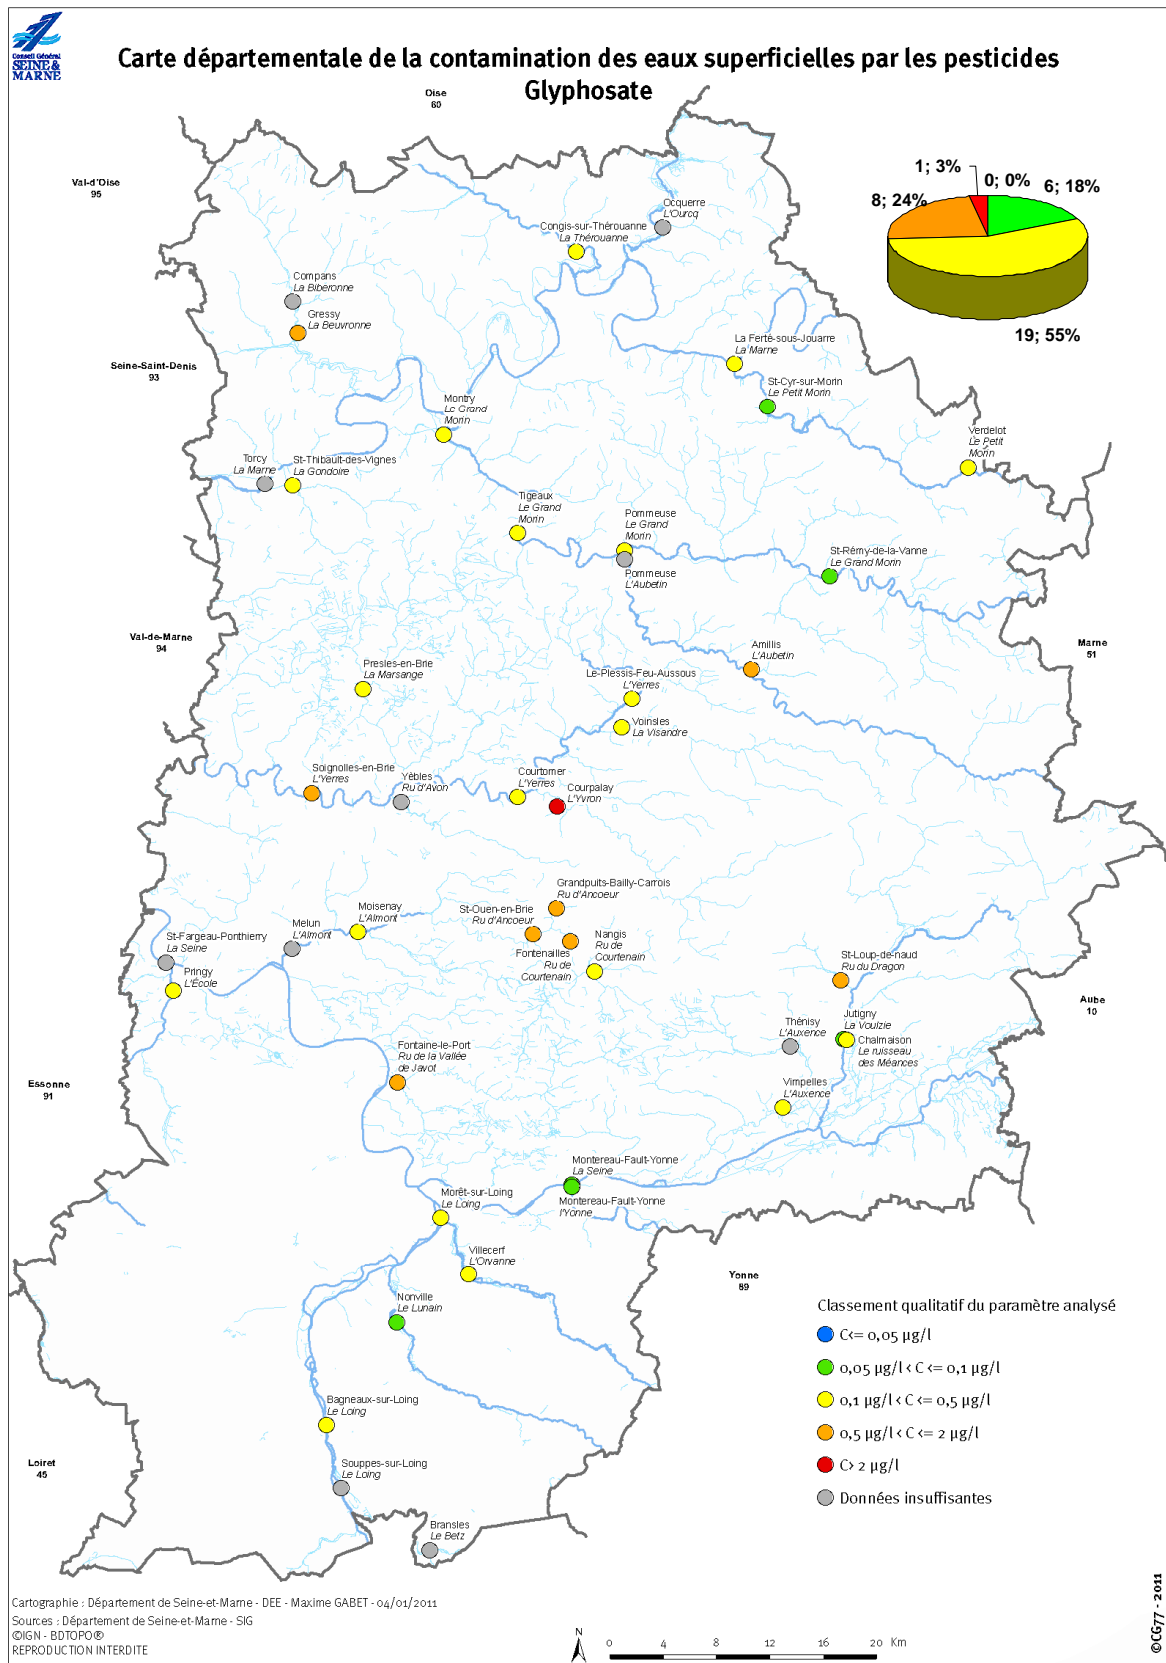 Conseil Général
SEINE &
MARNE
Carte départementale de la contamination des eaux superficielles par les pesticides
Glyphosate
Oise
60
Val-d'Oise
95
1; 3%
0; 0%
6; 18%
8; 24%
19; 55%
Ocquerre
L'Ourcq
Congis-sur-Thérouanne
La Thérouanne
Compans
La Biberonne
Gressy
La Beuvronne
La Ferté-sous-Jouarre
La Marne
Seine-Saint-Denis
93
St-Cyr-sur-Morin
Le Petit Morin
Montry
Le Grand
Morin
Verdelot
Le Petit
Morin
Torcy
La Marne
St-Thibault-des-Vignes
La Gondoire
Tigeaux
Le Grand
Morin
Pommeuse
Le Grand
Morin
Pommeuse
L'Aubetin
St-Rémy-de-la-Vanne
Le Grand Morin
Val-de-Marne
94
Marne
51
Amillis
L'Aubetin
Presles-en-Brie
La Marsange
Le-Plessis-Feu-Aussous
L'Yerres
Voinsles
La Visandre
Soignolles-en-Brie
L'Yerres
Yèbles
Ru d'Avon
Courtomer
L'Yerres
Courpalay
L'Yvron
Grandpuits-Bailly-Carrois
Ru d'Ancoeur
St-Ouen-en-Brie
Ru d'Ancoeur
Moisenay
L'Almont
Melun
L'Almont
Nangis
Ru de
Courtenain
Fontenailles
Ru de
Courtenain
St-Fargeau-Ponthierry
La Seine
Pringy
L'École
St-Loup-de-naud
Ru du Dragon
Aube
10
Jutigny
La Voulzie
Thénisy
L'Auxence
Chalmaison
Le ruisseau
des Méances
Fontaine-le-Port
Ru de la Vallée
de Javot
Essonne
91
Vimpelles
L'Auxence
Montereau-Fault-Yonne
La Seine
Montereau-Fault-Yonne
l'Yonne
Morêt-sur-Loing
Le Loing
Villecerf
L'Orvanne
Yonne
89
Nonville
Le Lunain
Bagneaux-sur-Loing
Le Loing
Souppes-sur-Loing
Le Loing
Loiret
45
Bransles
Le Betz
Classement qualitatif du paramètre analysé
C<= 0,05 µg/l
0,05 µg/l < C <= 0,1 µg/l
0,1 µg/l < C <= 0,5 µg/l
0,5 µg/l < C <= 2 µg/l
C> 2 µg/l
Données insuffisantes
Cartographie : Département de Seine-et-Marne - DEE - Maxime GABET - 04/01/2011
Sources : Département de Seine-et-Marne - SIG
©IGN - BDTOPO®
REPRODUCTION INTERDITE
N
0 4 8 12 16 20 Km
©CG77 - 2011